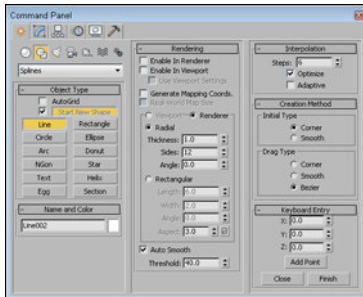 Command Panel
Splines
- Object Type
AutoGrid
Start New Shape
Line Rectangle
Circle Ellipse
Arc Donut
NGon Star
Text Helix
Egg Section
- Name and Color
Line002
- Rendering
Enable In Renderer
Enable In Viewport
Use Viewport Settings
Generate Mapping Coords.
Real-World Map Size
Viewport Renderer
Radial
Thickness: 1.0
Sides: 12
Angle: 0.0
Rectangular
Length: 6.0
Width: 2.0
Angle: 0.0
Aspect: 3.0
Auto Smooth
Threshold: 40.0
- Interpolation
Steps: 6
Optimize
Adaptive
- Creation Method
Initial Type
Corner
Smooth
Drag Type
Corner
Smooth
Bezier
- Keyboard Entry
X: 0.0
Y: 0.0
Z: 0.0
Add Point
Close Finish